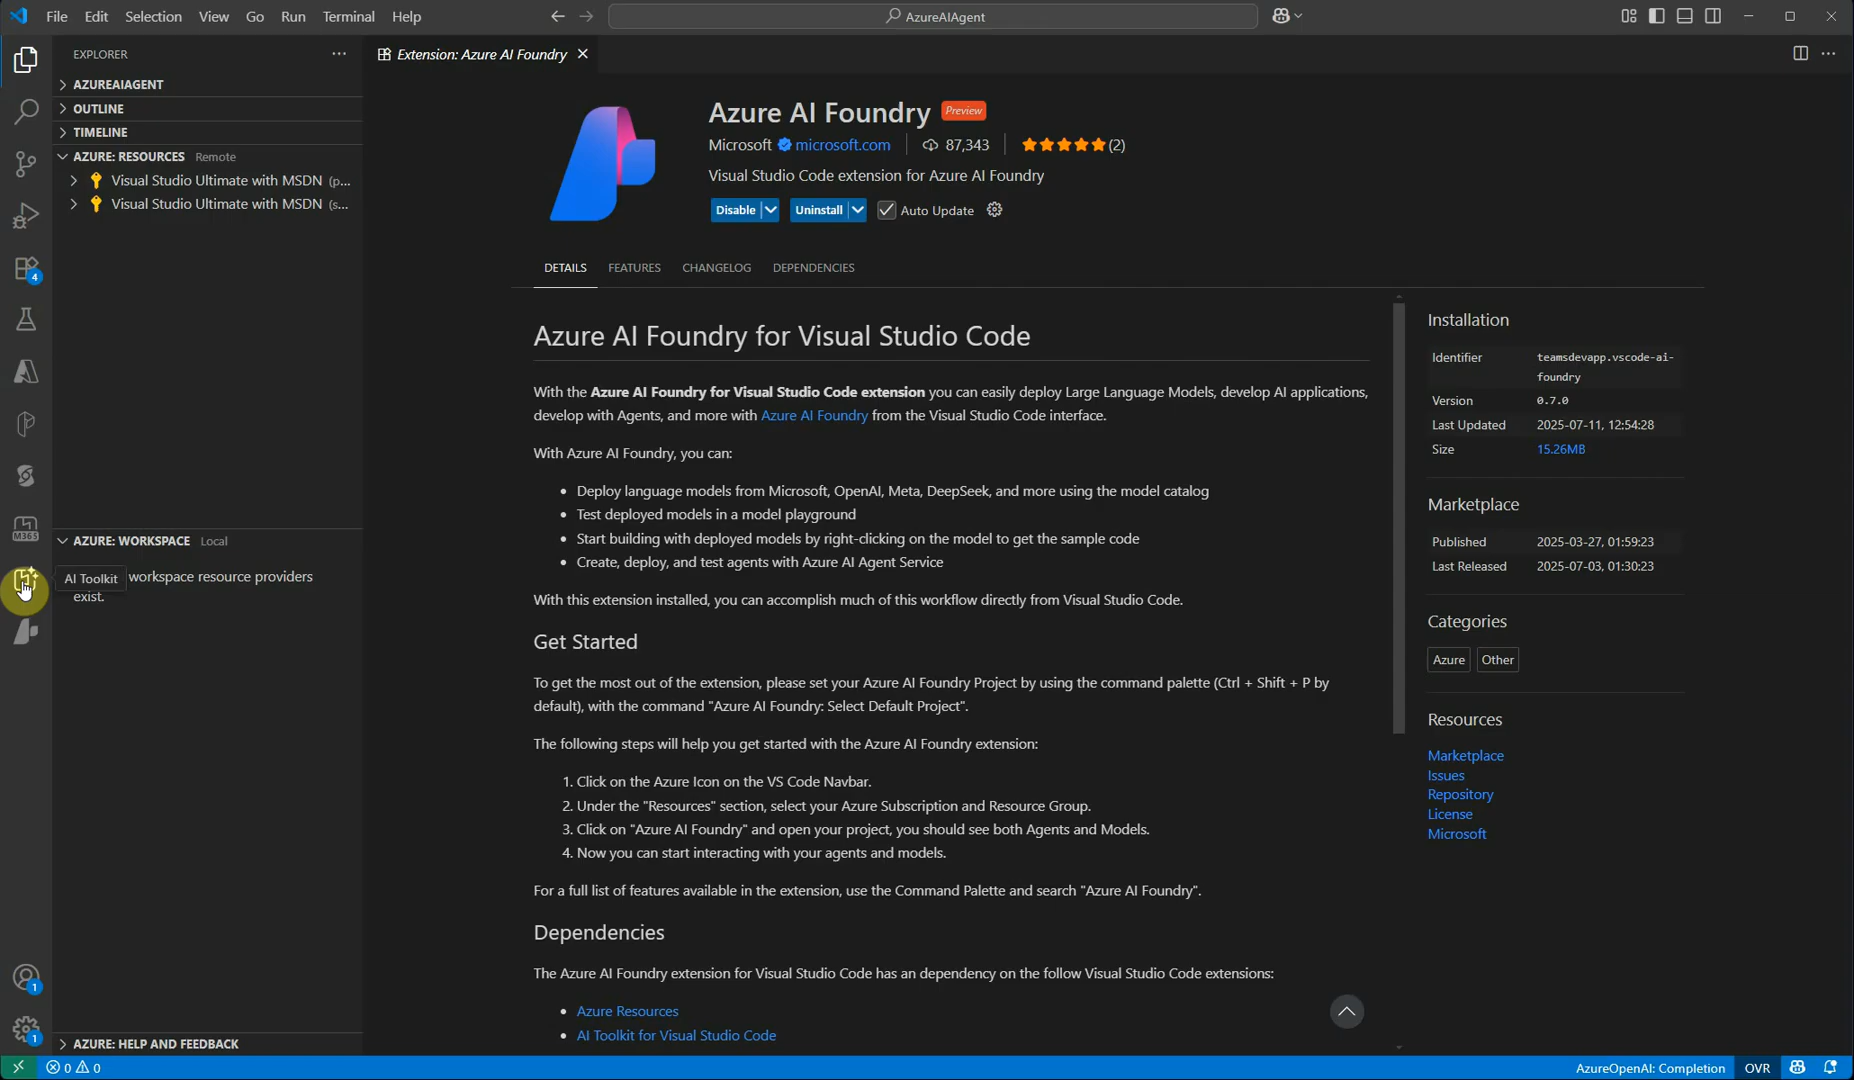 File Edit Selection View Go Run Terminal Help
AzureAIAgent
EXPLORER
Extension: Azure AI Foundry
AZUREAIAGENT
OUTLINE
TIMELINE
AZURE: RESOURCES Remote
Visual Studio Ultimate with MSDN (p...
Visual Studio Ultimate with MSDN (s...
4
M365
AZURE: WORKSPACE Local
AI Toolkit
workspace resource providers
exist.
1
1
AZURE: HELP AND FEEDBACK
Azure AI Foundry Preview
Microsoft microsoft.com 87,343 (2)
Visual Studio Code extension for Azure AI Foundry
Disable Uninstall Auto Update
DETAILS FEATURES CHANGELOG DEPENDENCIES
Azure AI Foundry for Visual Studio Code
With the Azure AI Foundry for Visual Studio Code extension you can easily deploy Large Language Models, develop AI applications,
develop with Agents, and more with Azure AI Foundry from the Visual Studio Code interface.
With Azure AI Foundry, you can:
• Deploy language models from Microsoft, OpenAI, Meta, DeepSeek, and more using the model catalog
• Test deployed models in a model playground
• Start building with deployed models by right-clicking on the model to get the sample code
• Create, deploy, and test agents with Azure AI Agent Service
With this extension installed, you can accomplish much of this workflow directly from Visual Studio Code.
Get Started
To get the most out of the extension, please set your Azure AI Foundry Project by using the command palette (Ctrl + Shift + P by
default), with the command "Azure AI Foundry: Select Default Project".
The following steps will help you get started with the Azure AI Foundry extension:
1. Click on the Azure Icon on the VS Code Navbar.
2. Under the "Resources" section, select your Azure Subscription and Resource Group.
3. Click on "Azure AI Foundry" and open your project, you should see both Agents and Models.
4. Now you can start interacting with your agents and models.
For a full list of features available in the extension, use the Command Palette and search "Azure AI Foundry".
Dependencies
The Azure AI Foundry extension for Visual Studio Code has an dependency on the follow Visual Studio Code extensions:
• Azure Resources
• AI Toolkit for Visual Studio Code
Installation
Identifier teamsdevapp.vscode-ai-
foundry
Version 0.7.0
Last Updated 2025-07-11, 12:54:28
Size 15.26MB
Marketplace
Published 2025-03-27, 01:59:23
Last Released 2025-07-03, 01:30:23
Categories
Azure Other
Resources
Marketplace
Issues
Repository
License
Microsoft
0 0
AzureOpenAI: Completion OVR